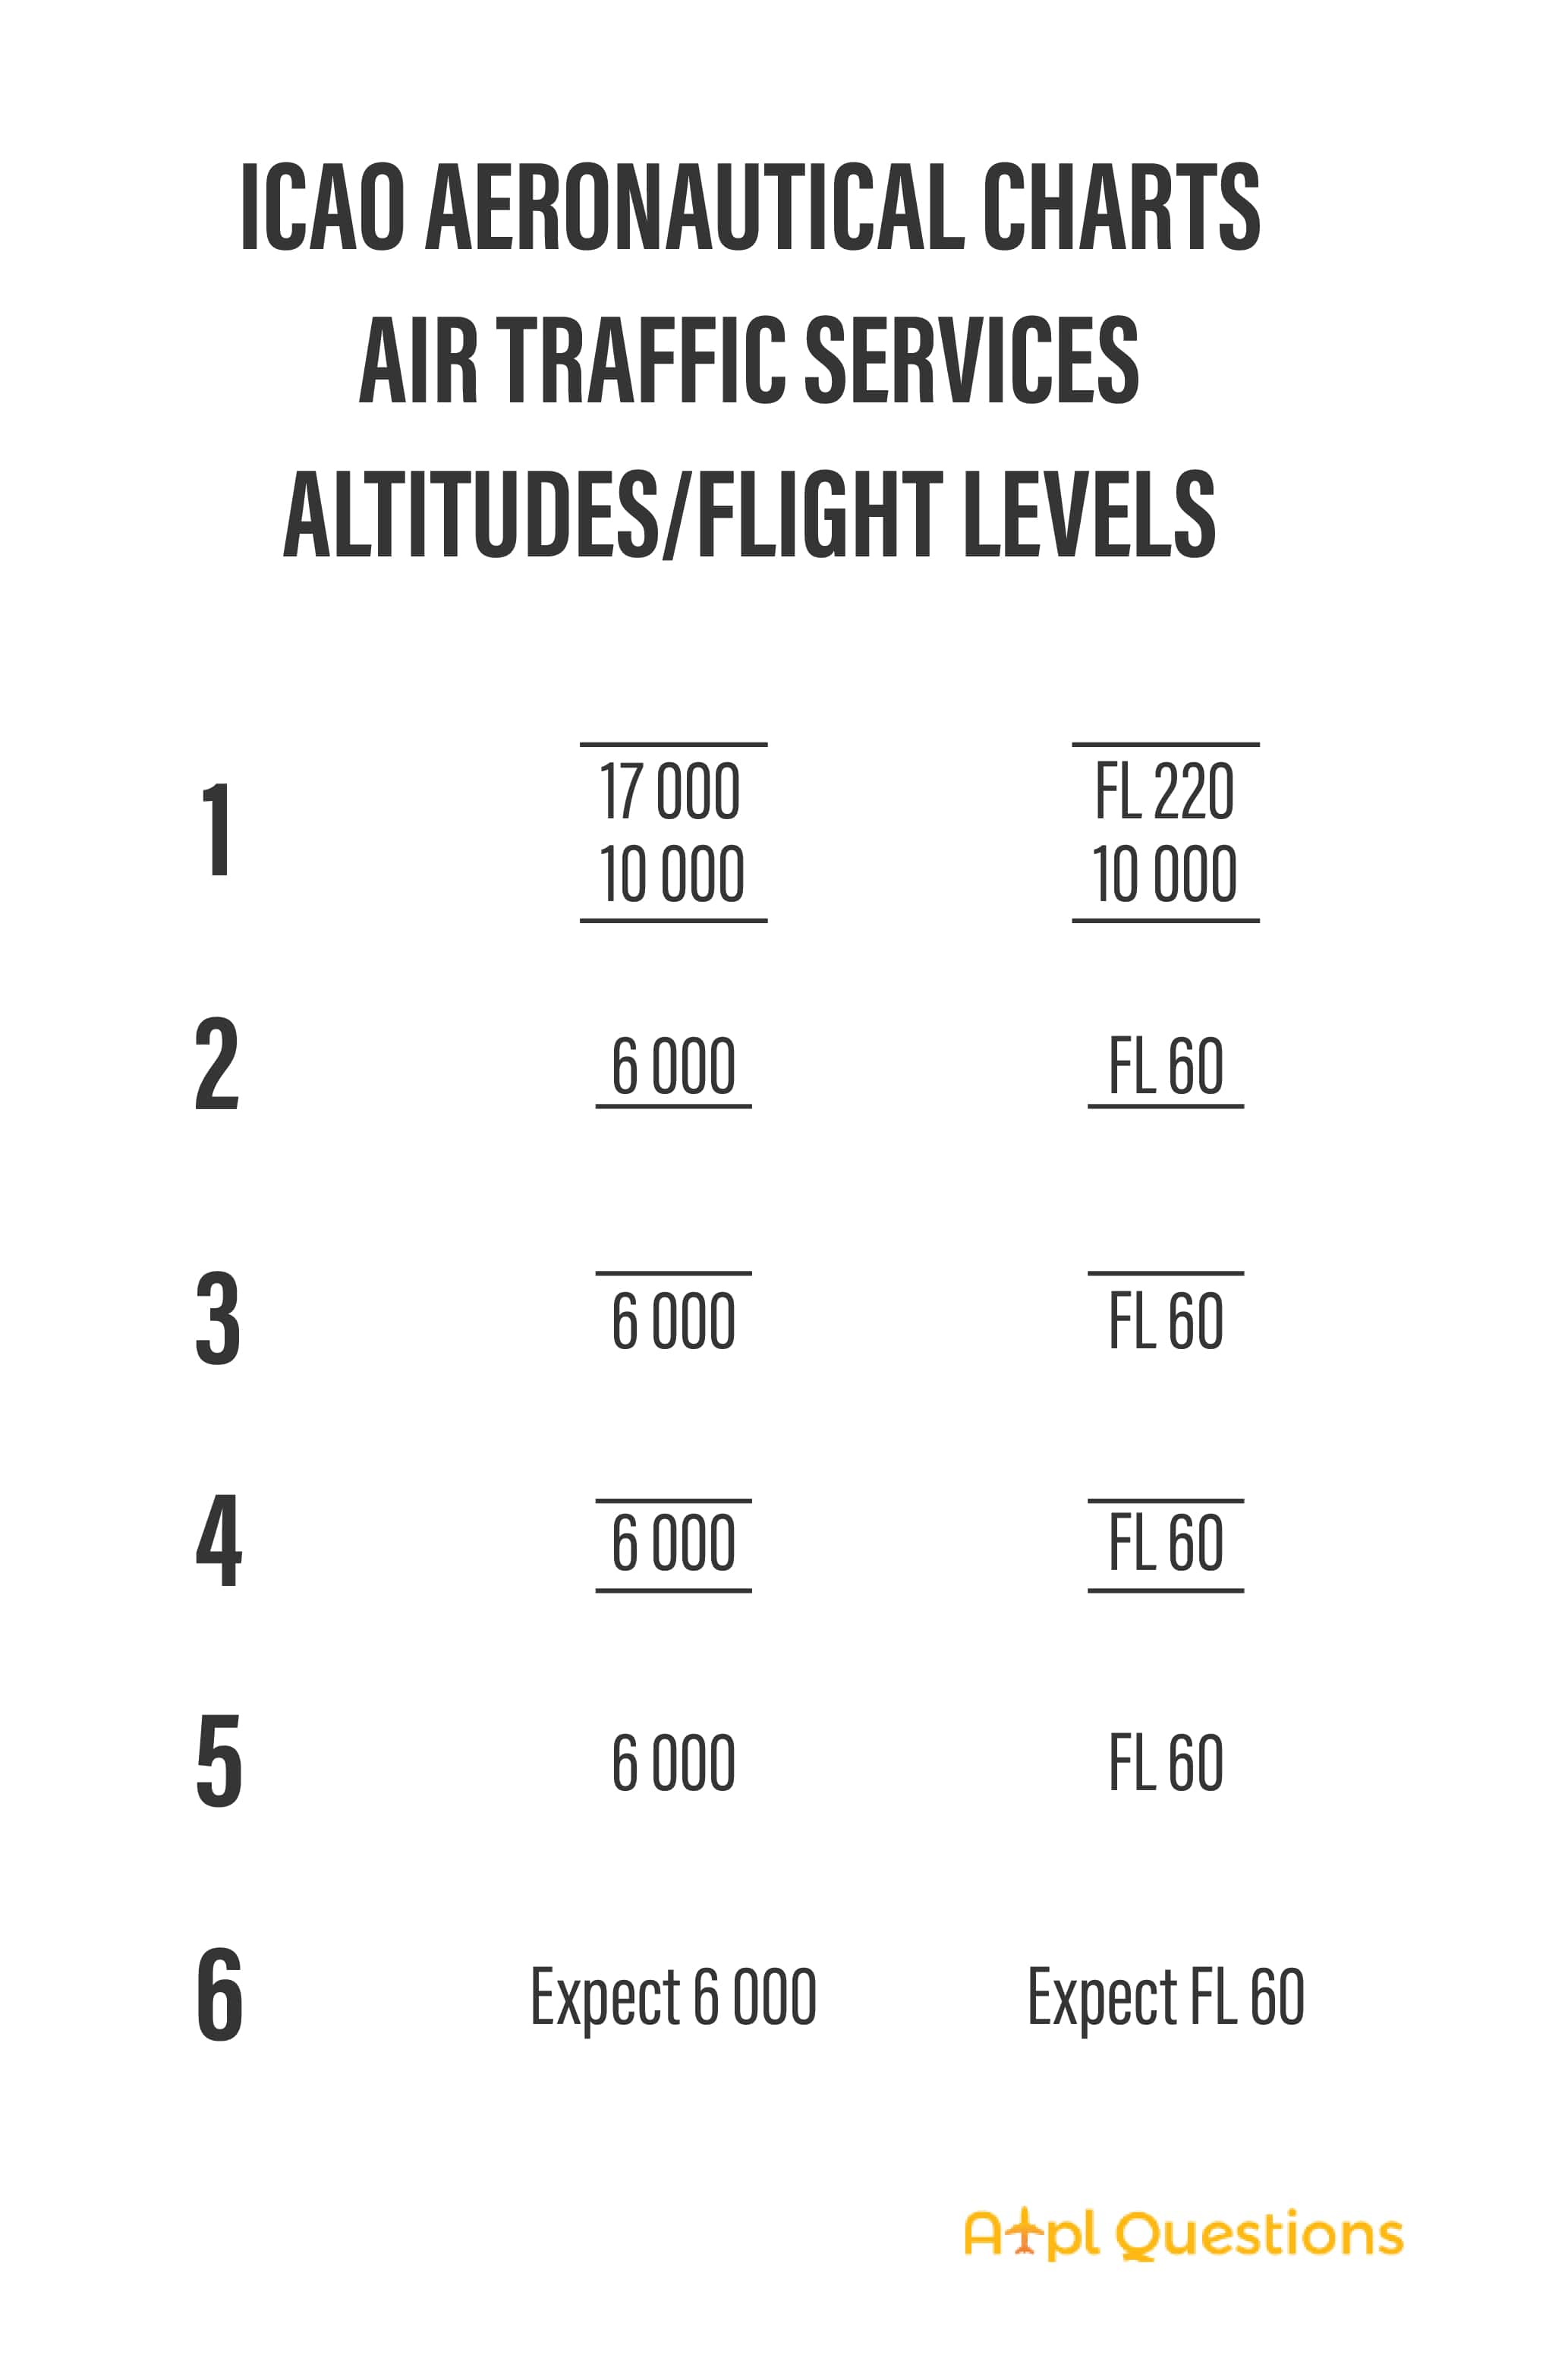 ICAO AERONAUTICAL CHARTS
AIR TRAFFIC SERVICES
ALTITUDES/FLIGHT LEVELS
1 17 000 FL 220
10 000 10 000
2 6 000 FL 60
3 6 000 FL 60
4 6 000 FL 60
5 6 000 FL 60
6 Expect 6 000 Expect FL 60
Atpl Questions